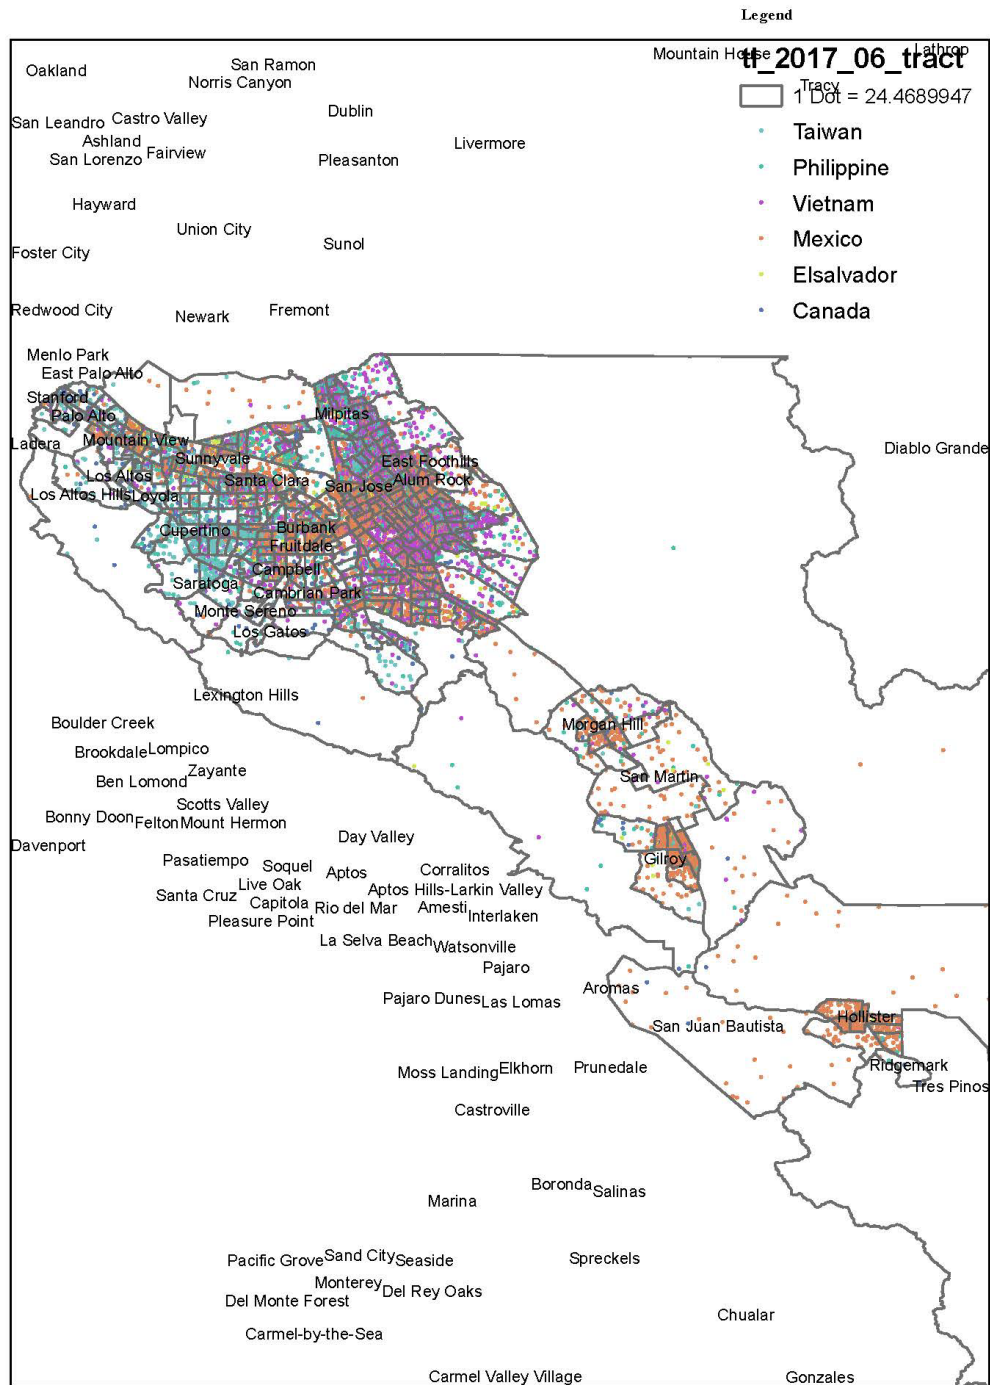 Legend
Mountain House
Lathrop
tl_2017_06_tract
Tracy
1 Dot = 24.4689947
Taiwan
Philippine
Vietnam
Mexico
Elsalvador
Canada
Oakland
San Ramon
Norris Canyon
San Leandro
Castro Valley
Dublin
Ashland
San Lorenzo
Fairview
Pleasanton
Livermore
Hayward
Union City
Sunol
Foster City
Redwood City
Newark
Fremont
Menlo Park
East Palo Alto
Stanford
Palo Alto
Milpitas
Ladera
Mountain View
Sunnyvale
East Foothills
Diablo Grande
Los Altos
Santa Clara
San Jose
Alum Rock
Los Altos Hills
Loyola
Cupertino
Burbank
Fruitdale
Campbell
Saratoga
Cambrian Park
Monte Sereno
Los Gatos
Lexington Hills
Boulder Creek
Morgan Hill
Brookdale
Lompico
Zayante
San Martin
Ben Lomond
Scotts Valley
Bonny Doon
Felton
Mount Hermon
Davenport
Day Valley
Pasatiempo
Soquel
Aptos
Corralitos
Gilroy
Live Oak
Santa Cruz
Capitola
Aptos Hills-Larkin Valley
Rio del Mar
Amesti
Interlaken
Pleasure Point
La Selva Beach
Watsonville
Pajaro
Aromas
Pajaro Dunes
Las Lomas
San Juan Bautista
Hollister
Moss Landing
Elkhorn
Prunedale
Ridgemark
Tres Pinos
Castroville
Boronda
Salinas
Marina
Pacific Grove
Sand City
Seaside
Spreckels
Monterey
Del Rey Oaks
Del Monte Forest
Chualar
Carmel-by-the-Sea
Carmel Valley Village
Gonzales